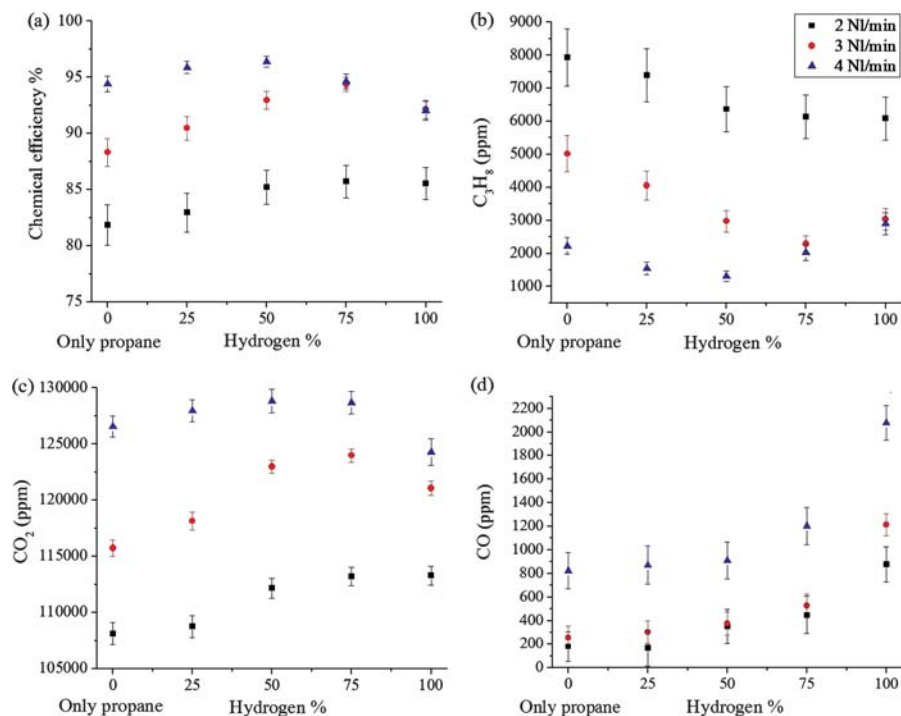 (a)
100
95
90
85
80
75
Chemical efficiency %
0 25 50 75 100
Only propane Hydrogen %
(b)
9000
8000
7000
6000
5000
4000
3000
2000
1000
C₃H₈ (ppm)
2 Nl/min
3 Nl/min
4 Nl/min
0 25 50 75 100
Only propane Hydrogen %
(c)
130000
125000
120000
115000
110000
105000
CO₂ (ppm)
0 25 50 75 100
Only propane Hydrogen %
(d)
2200
2000
1800
1600
1400
1200
1000
800
600
400
200
0
CO (ppm)
0 25 50 75 100
Only propane Hydrogen %